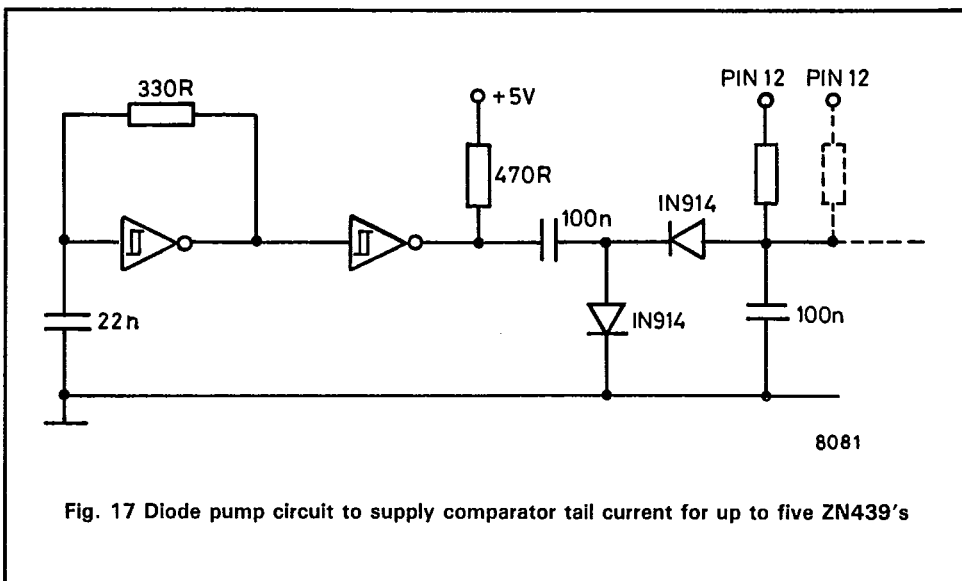 330R
+5V
PIN 12 PIN 12
470R
100n
IN914
22n
IN914
100n
8081
Fig. 17 Diode pump circuit to supply comparator tail current for up to five ZN439's